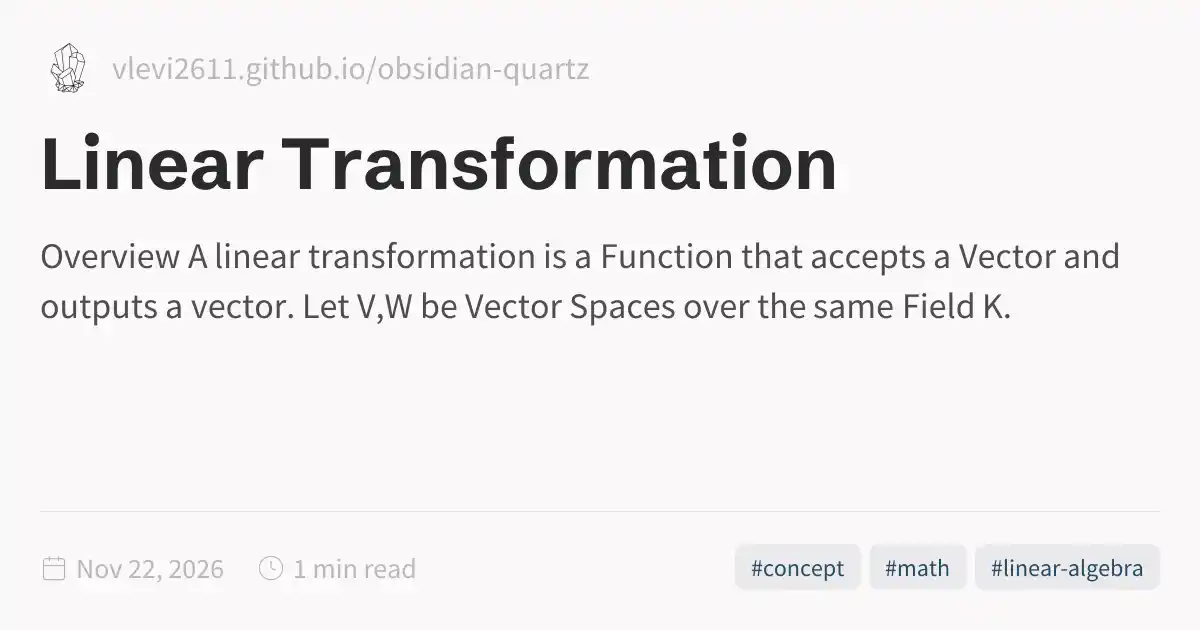 vlevi2611.github.io/obsidian-quartz
Linear Transformation
Overview A linear transformation is a Function that accepts a Vector and
outputs a vector. Let V,W be Vector Spaces over the same Field K.
Nov 22, 2026 1 min read #concept #math #linear-algebra